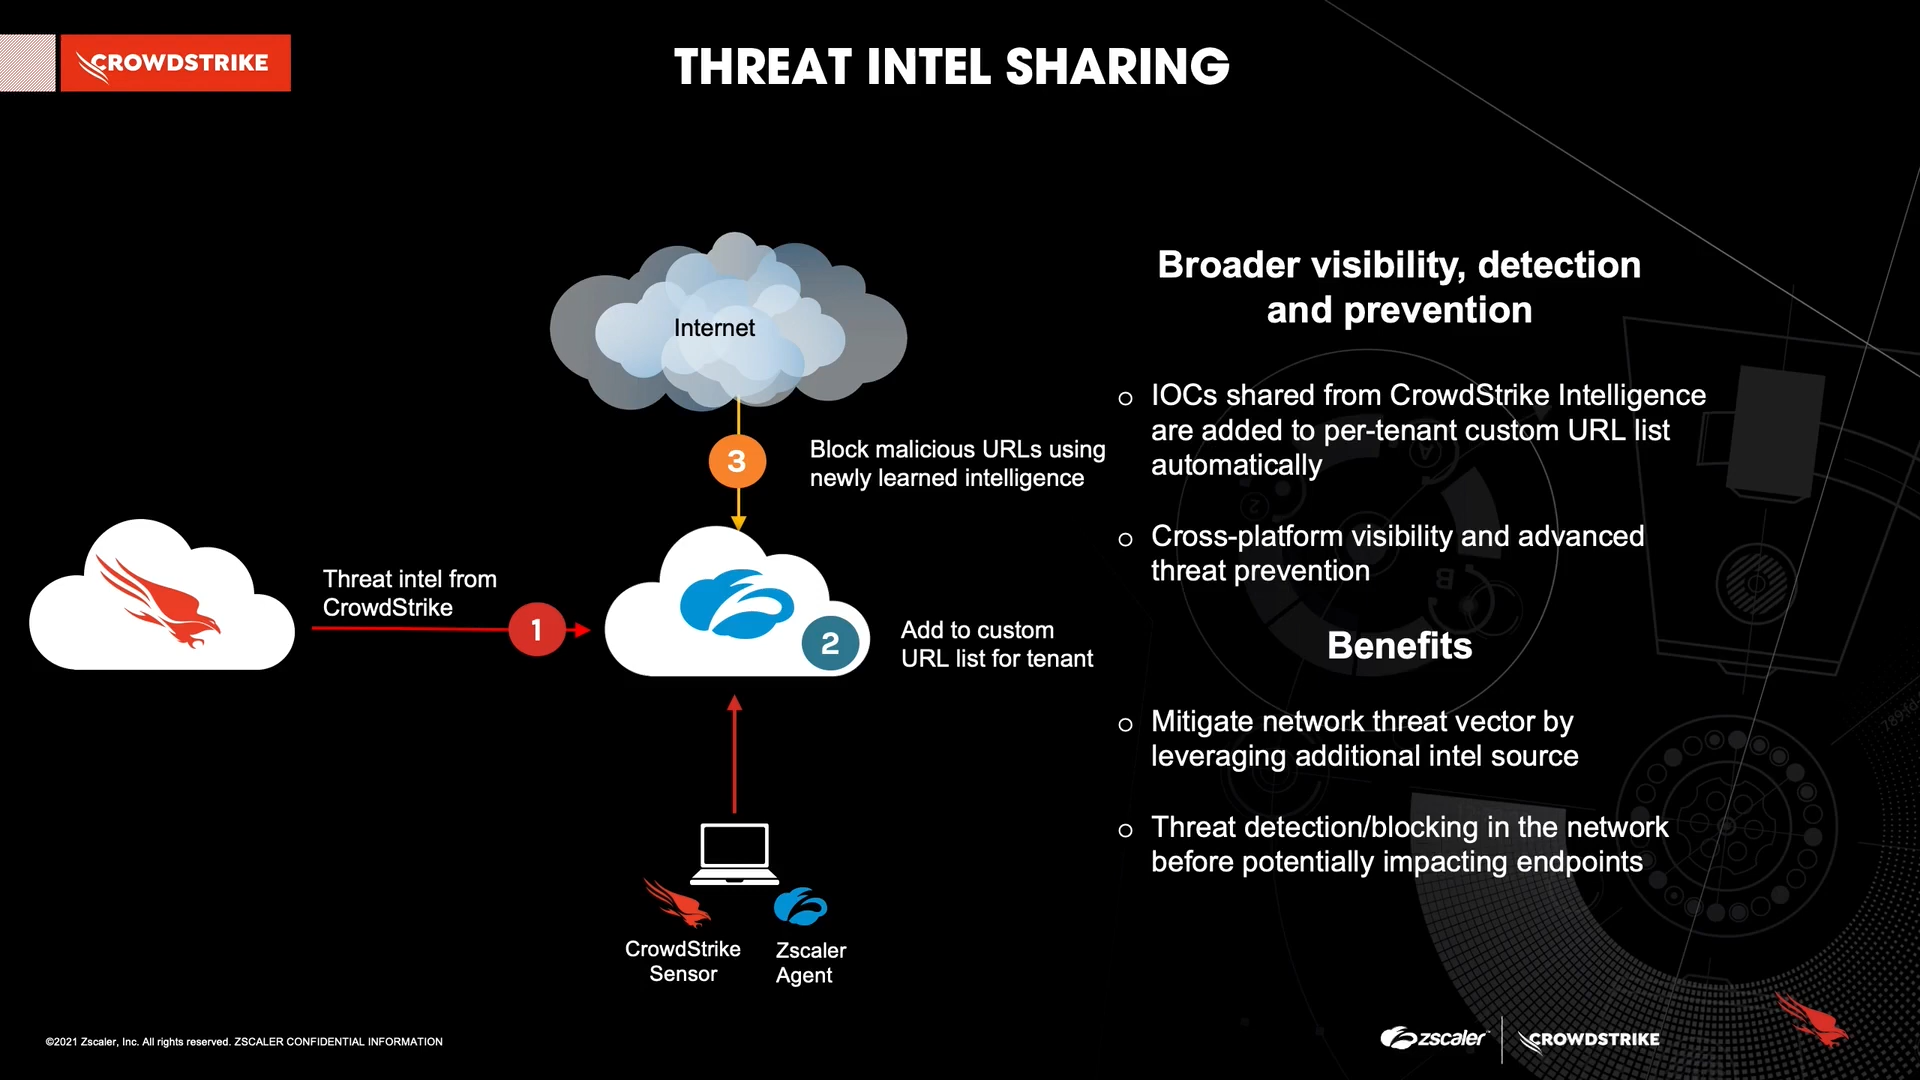 CROWDSTRIKE
THREAT INTEL SHARING
Internet
3
Block malicious URLs using
newly learned intelligence
Threat intel from
CrowdStrike
1
2
Add to custom
URL list for tenant
CrowdStrike
Sensor
Zscaler
Agent
Broader visibility, detection
and prevention
IOCs shared from CrowdStrike Intelligence
are added to per-tenant custom URL list
automatically
Cross-platform visibility and advanced
threat prevention
Benefits
Mitigate network threat vector by
leveraging additional intel source
Threat detection/blocking in the network
before potentially impacting endpoints
©2021 Zscaler, Inc. All rights reserved. ZSCALER CONFIDENTIAL INFORMATION
zscaler™
CROWDSTRIKE